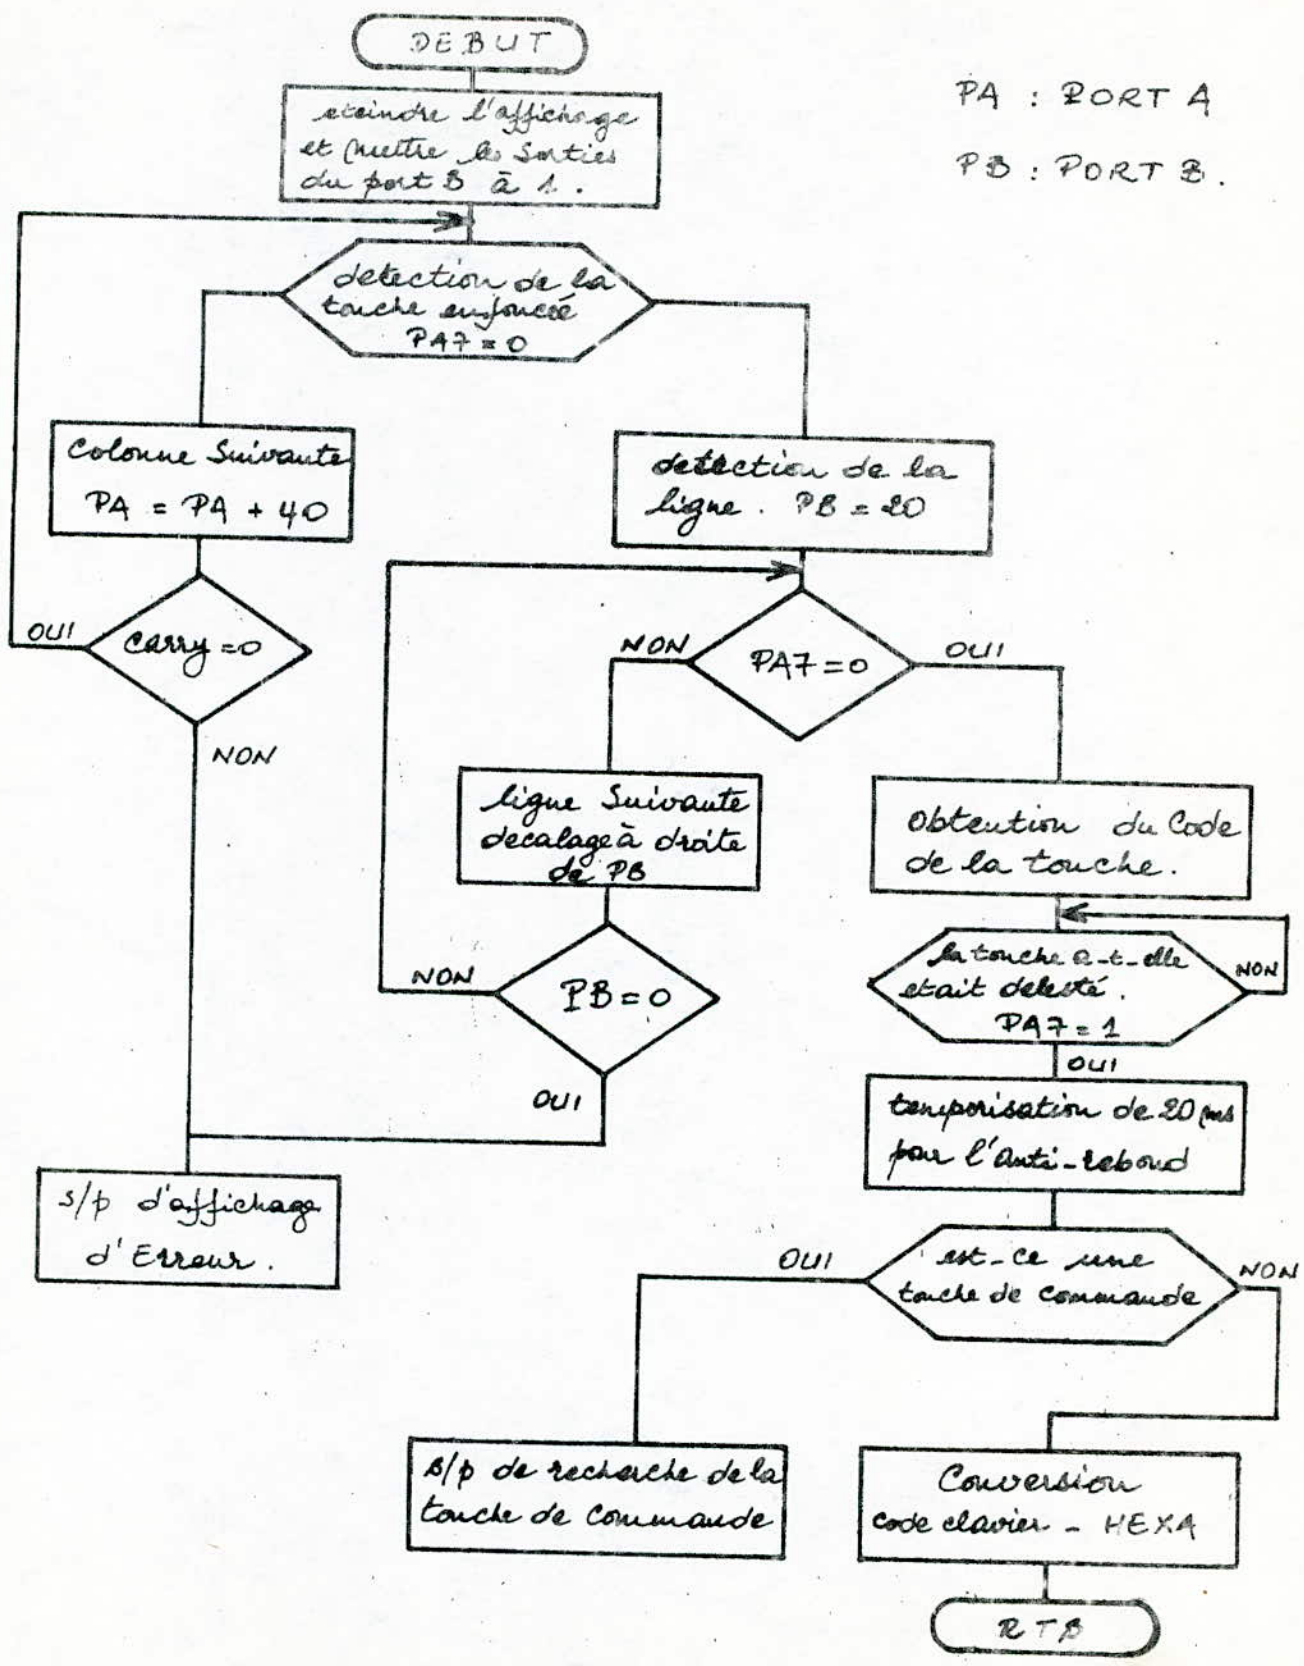 DEBUT
PA : PORT A
PB : PORT B.
eteindre l'affichage
et mettre les Sorties
du port B à 1.
detection de la
touche enfoncée
PA7 = 0
Colonne Suivante
PA = PA + 40
detection de la
ligne . PB = 20
OUI
carry = 0
NON
NON
PA7 = 0
OUI
ligne Suivante
decalage à droite
de PB
obtention du Code
de la touche.
NON
PB = 0
OUI
la touche a-t-elle
etait delesté.
PA7 = 1
NON
OUI
temporisation de 20 ms
pour l'anti-rebond
s/p d'affichage
d'Erreur.
OUI
est-ce une
touche de commande
NON
s/p de recherche de la
touche de Commande
Conversion
code clavier - HEXA